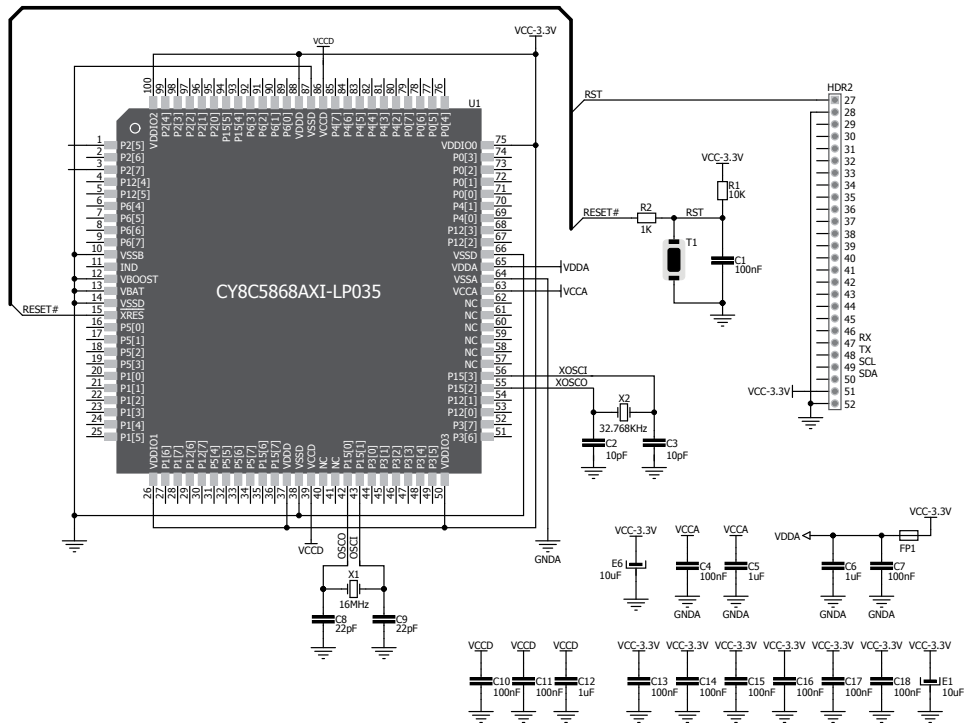 VCC-3.3V
VCCD
100 99 98 97 96 95 94 93 92 91 90 89 88 87 86 85 84 83 82 81 80 79 78 77 76
U1
VDDIO2 P2[4] P2[3] P2[2] P2[1] P2[0] P15[5] P15[4] P6[3] P6[2] P6[1] P6[0] VDDD VSSD VCCD P4[7] P4[6] P4[5] P4[4] P4[3] P4[2] P0[7] P0[6] P0[5] P0[4]
1 P2[5]
2 P2[6]
3 P2[7]
4 P12[4]
5 P12[5]
6 P6[4]
7 P6[5]
8 P6[6]
9 P6[7]
10 VSSB
11 IND
12 VBOOST
13 VBAT
14 VSSD
RESET# 15 XRES
16 P5[0]
17 P5[1]
18 P5[2]
19 P5[3]
20 P1[0]
21 P1[1]
22 P1[2]
23 P1[3]
24 P1[4]
25 P1[5]
CY8C5868AXI-LP035
VDDIO0 75
P0[3] 74
P0[2] 73
P0[1] 72
P0[0] 71
P4[1] 70
P4[0] 69
P12[3] 68
P12[2] 67
VSSD 66
VDDA 65 VDDA
VSSA 64
VCCA 63 VCCA
NC 62
NC 61
NC 60
NC 59
NC 58
NC 57
P15[3] 56 XOSCI
P15[2] 55 XOSCO
P12[1] 54
P12[0] 53
P3[7] 52
P3[6] 51
VDDIO1 P1[6] P1[7] P12[6] P12[7] P5[4] P5[5] P5[6] P5[7] P15[6] P15[7] VDDD VSSD VCCD NC NC P15[0] P15[1] P3[0] P3[1] P3[2] P3[3] P3[4] P3[5] VDDIO3
26 27 28 29 30 31 32 33 34 35 36 37 38 39 40 41 42 43 44 45 46 47 48 49 50
VCCD
OSCO
OSCI
GNDA
X1
16MHz
C8
22pF
C9
22pF
X2
32.768KHz
C2
10pF
C3
10pF
RST
VCC-3.3V
R1
10K
RESET#
R2
1K
RST
T1
C1
100nF
HDR2
27
28
29
30
31
32
33
34
35
36
37
38
39
40
41
42
43
44
45
46
47 RX
48 TX
49 SCL
50 SDA
VCC-3.3V 51
52
VCC-3.3V
E6
10uF
VCCA
C4
100nF
GNDA
VCCA
C5
1uF
GNDA
VDDA
C6
1uF
GNDA
C7
100nF
GNDA
FP1
VCC-3.3V
VCCD
C10
100nF
VCCD
C11
100nF
VCCD
C12
1uF
VCC-3.3V
C13
100nF
VCC-3.3V
C14
100nF
VCC-3.3V
C15
100nF
VCC-3.3V
C16
100nF
VCC-3.3V
C17
100nF
VCC-3.3V
C18
100nF
VCC-3.3V
E1
10uF